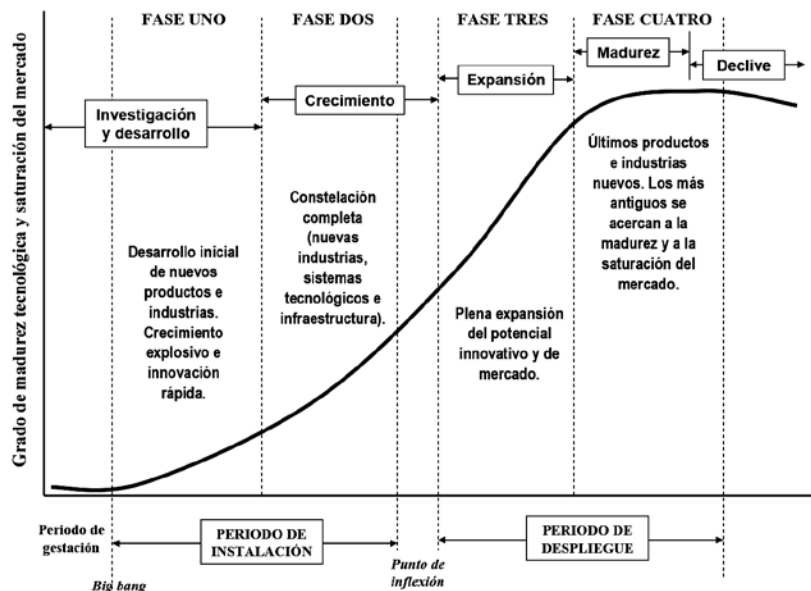 FASE UNO
FASE DOS
FASE TRES
FASE CUATRO
Madurez
Declive
Expansión
Crecimiento
Investigación
y desarrollo
Grado de madurez tecnológica y saturación del mercado
Desarrollo inicial
de nuevos
productos e
industrias.
Crecimiento
explosivo e
innovación
rápida.
Constelación
completa
(nuevas
industrias,
sistemas
tecnológicos e
infraestructura).
Plena expansión
del potencial
innovativo y de
mercado.
Últimos productos
e industrias
nuevos. Los más
antiguos se
acercan a la
madurez y a la
saturación del
mercado.
Periodo de
gestación
PERIODO DE
INSTALACIÓN
PERIODO DE
DESPLIEGUE
Big bang
Punto de
inflexión